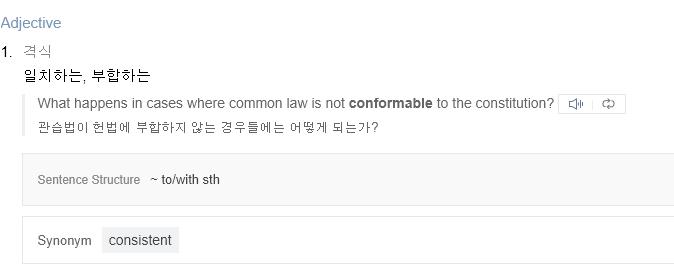 Adjective
1. 격식
일치하는, 부합하는
What happens in cases where common law is not conformable to the constitution?
관습법이 헌법에 부합하지 않는 경우들에는 어떻게 되는가?
Sentence Structure ~ to/with sth
Synonym consistent